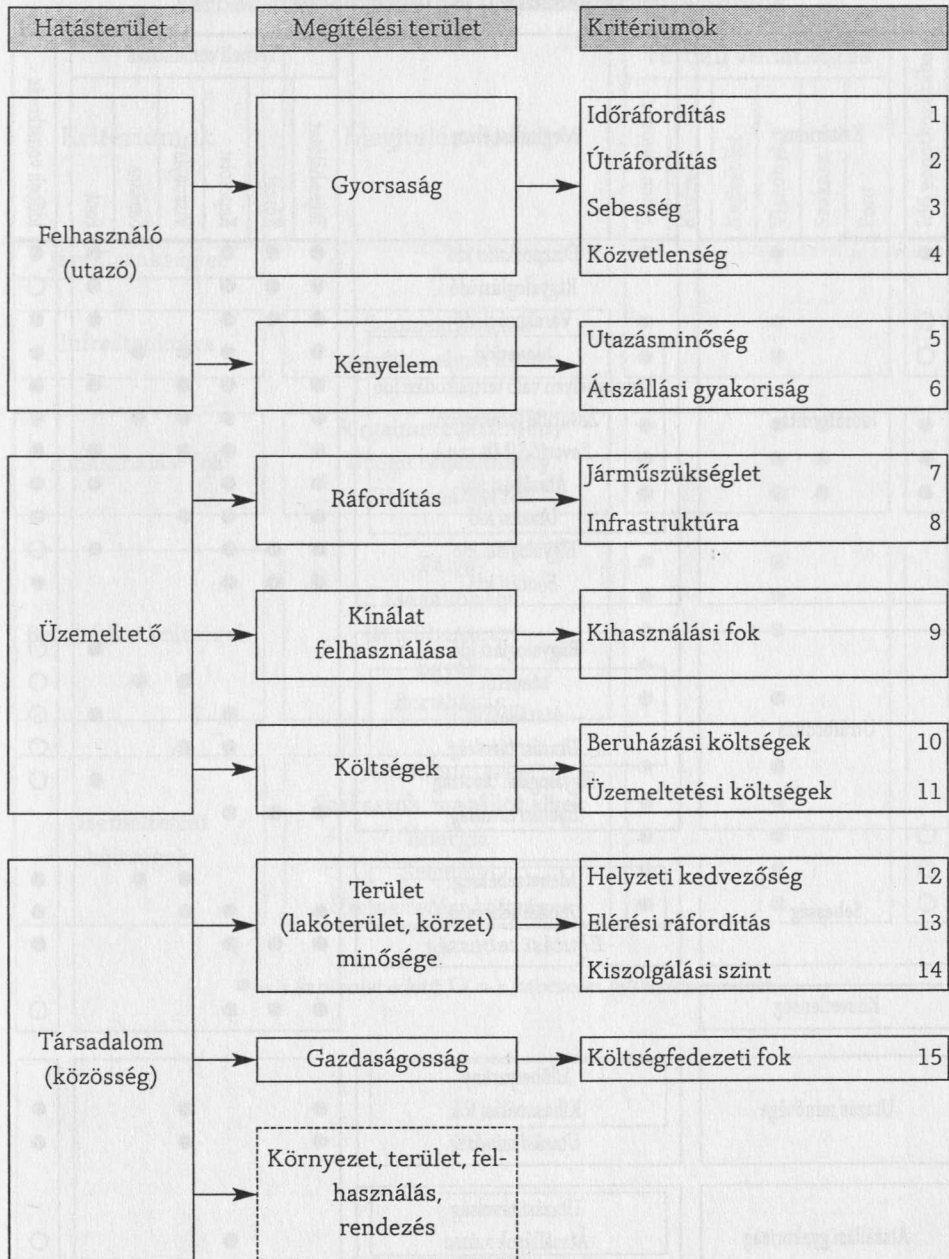 Hatásterület
Megítélési terület
Kritériumok
Felhasználó
(utazó)
Gyorsaság
Időráfordítás 1
Útráfordítás 2
Sebesség 3
Közvetlenség 4
Kényelem
Utazásminőség 5
Átszállási gyakoriság 6
Üzemeltető
Ráfordítás
Járműszükséglet 7
Infrastruktúra 8
Kínálat
felhasználása
Kihasználási fok 9
Költségek
Beruházási költségek 10
Üzemeltetési költségek 11
Társadalom
(közösség)
Terület
(lakóterület, körzet)
minősége
Helyzeti kedvezőség 12
Elérési ráfordítás 13
Kiszolgálási szint 14
Gazdaságosság
Költségfedezeti fok 15
Környezet, terület, fel-
használás,
rendezés